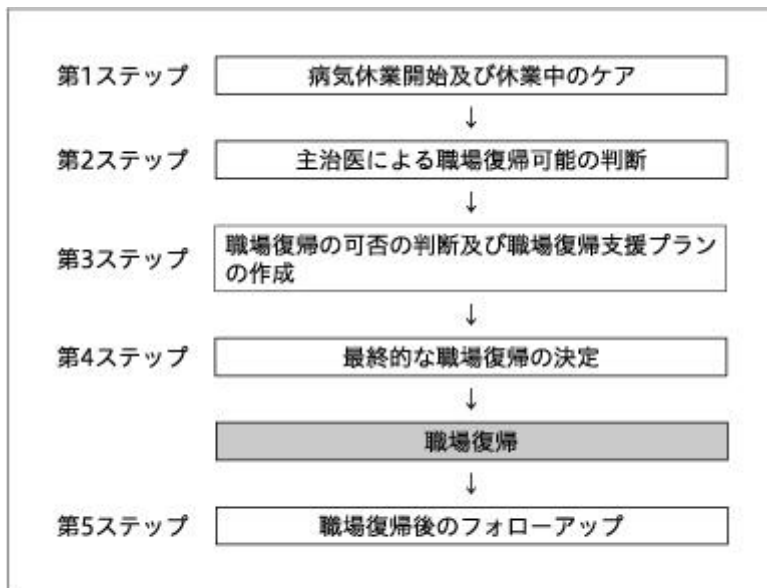 第1ステップ
病気休業開始及び休業中のケア
↓
第2ステップ
主治医による職場復帰可能の判断
↓
第3ステップ
職場復帰の可否の判断及び職場復帰支援プラン
の作成
↓
第4ステップ
最終的な職場復帰の決定
↓
職場復帰
↓
第5ステップ
職場復帰後のフォローアップ